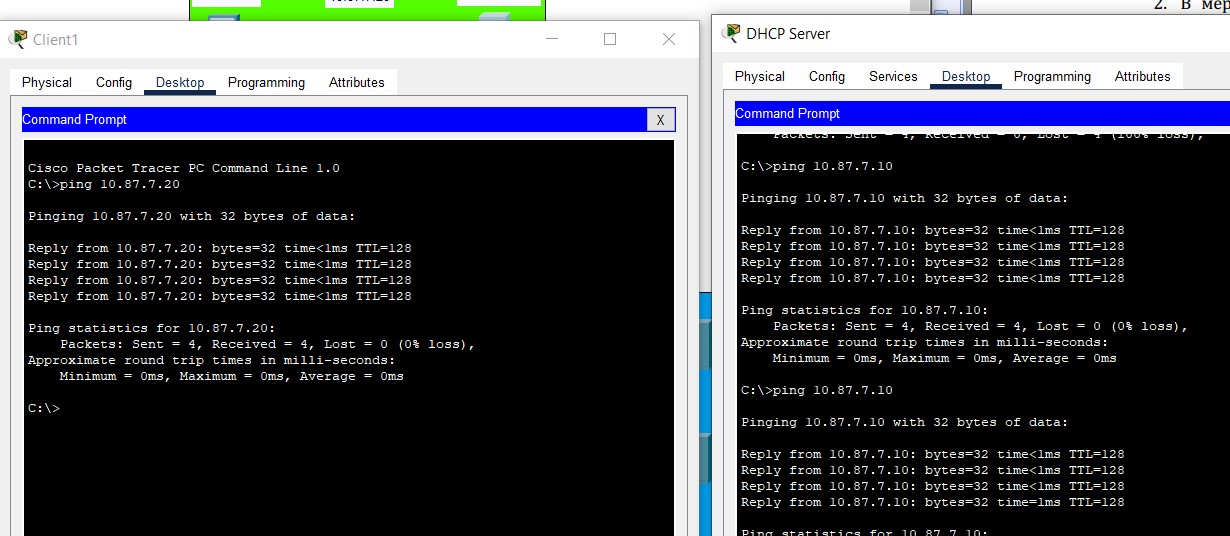 10.87.7.20
2. В мер
Client1
Physical Config Desktop Programming Attributes
Command Prompt
X
Cisco Packet Tracer PC Command Line 1.0
C:\>ping 10.87.7.20
Pinging 10.87.7.20 with 32 bytes of data:
Reply from 10.87.7.20: bytes=32 time<1ms TTL=128
Reply from 10.87.7.20: bytes=32 time<1ms TTL=128
Reply from 10.87.7.20: bytes=32 time<1ms TTL=128
Reply from 10.87.7.20: bytes=32 time<1ms TTL=128
Ping statistics for 10.87.7.20:
Packets: Sent = 4, Received = 4, Lost = 0 (0% loss),
Approximate round trip times in milli-seconds:
Minimum = 0ms, Maximum = 0ms, Average = 0ms
C:\>
DHCP Server
Physical Config Services Desktop Programming Attributes
Command Prompt
Packets: Sent = 4, Received = 0, Lost = 4 (100% loss),
C:\>ping 10.87.7.10
Pinging 10.87.7.10 with 32 bytes of data:
Reply from 10.87.7.10: bytes=32 time<1ms TTL=128
Reply from 10.87.7.10: bytes=32 time<1ms TTL=128
Reply from 10.87.7.10: bytes=32 time<1ms TTL=128
Reply from 10.87.7.10: bytes=32 time<1ms TTL=128
Ping statistics for 10.87.7.10:
Packets: Sent = 4, Received = 4, Lost = 0 (0% loss),
Approximate round trip times in milli-seconds:
Minimum = 0ms, Maximum = 0ms, Average = 0ms
C:\>ping 10.87.7.10
Pinging 10.87.7.10 with 32 bytes of data:
Reply from 10.87.7.10: bytes=32 time<1ms TTL=128
Reply from 10.87.7.10: bytes=32 time<1ms TTL=128
Reply from 10.87.7.10: bytes=32 time<1ms TTL=128
Reply from 10.87.7.10: bytes=32 time=1ms TTL=128
Ping statistics for 10.87.7.10: